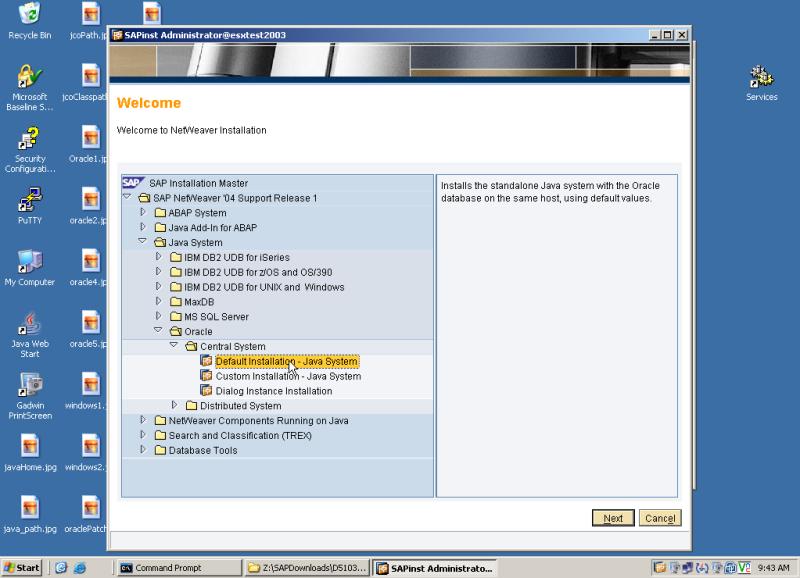 SAPinst Administrator@esxtest2003
Recycle Bin
jcoPath.jpg
Microsoft
Baseline S...
jcoClasspat
Services
Security
Configurati...
Oracle1.j
PuTTY
oracle2.j
My Computer
oracle4.j
Java Web
Start
oracle5.j
Gadwin
PrintScreen
windows1.
javaHome.jpg
windows2.
java_path.jpg
oraclePatch
Welcome
Welcome to NetWeaver Installation
SAP
SAP Installation Master
SAP NetWeaver '04 Support Release 1
ABAP System
Java Add-In for ABAP
Java System
IBM DB2 UDB for iSeries
IBM DB2 UDB for z/OS and OS/390
IBM DB2 UDB for UNIX and Windows
MaxDB
MS SQL Server
Oracle
Central System
Default Installation - Java System
Custom Installation - Java System
Dialog Instance Installation
Distributed System
NetWeaver Components Running on Java
Search and Classification (TREX)
Database Tools
Installs the standalone Java system with the Oracle
database on the same host, using default values.
Next
Cancel
Start
Command Prompt
Z:\SAPDownloads\D5103...
SAPinst Administrato...
9:43 AM